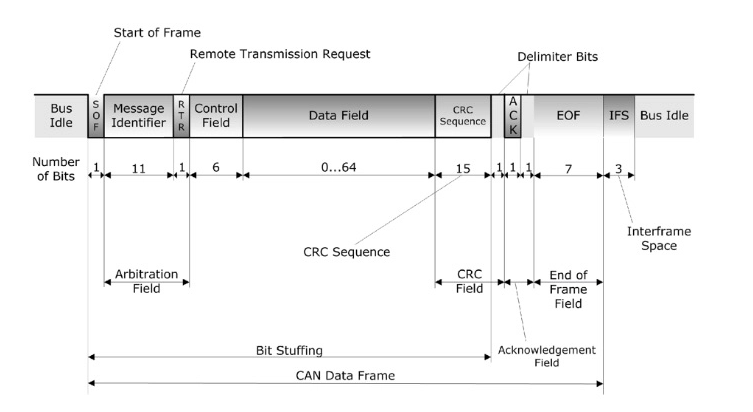 Start of Frame
Remote Transmission Request
Delimiter Bits
Bus
Idle
S
O
F
Message
Identifier
R
T
R
Control
Field
Data Field
CRC
Sequence
A
C
K
EOF
IFS
Bus Idle
Number
of Bits
1
11
1
6
0...64
15
1
1
1
7
3
Interframe
Space
CRC Sequence
Arbitration
Field
CRC
Field
End of
Frame
Field
Bit Stuffing
Acknowledgement
Field
CAN Data Frame